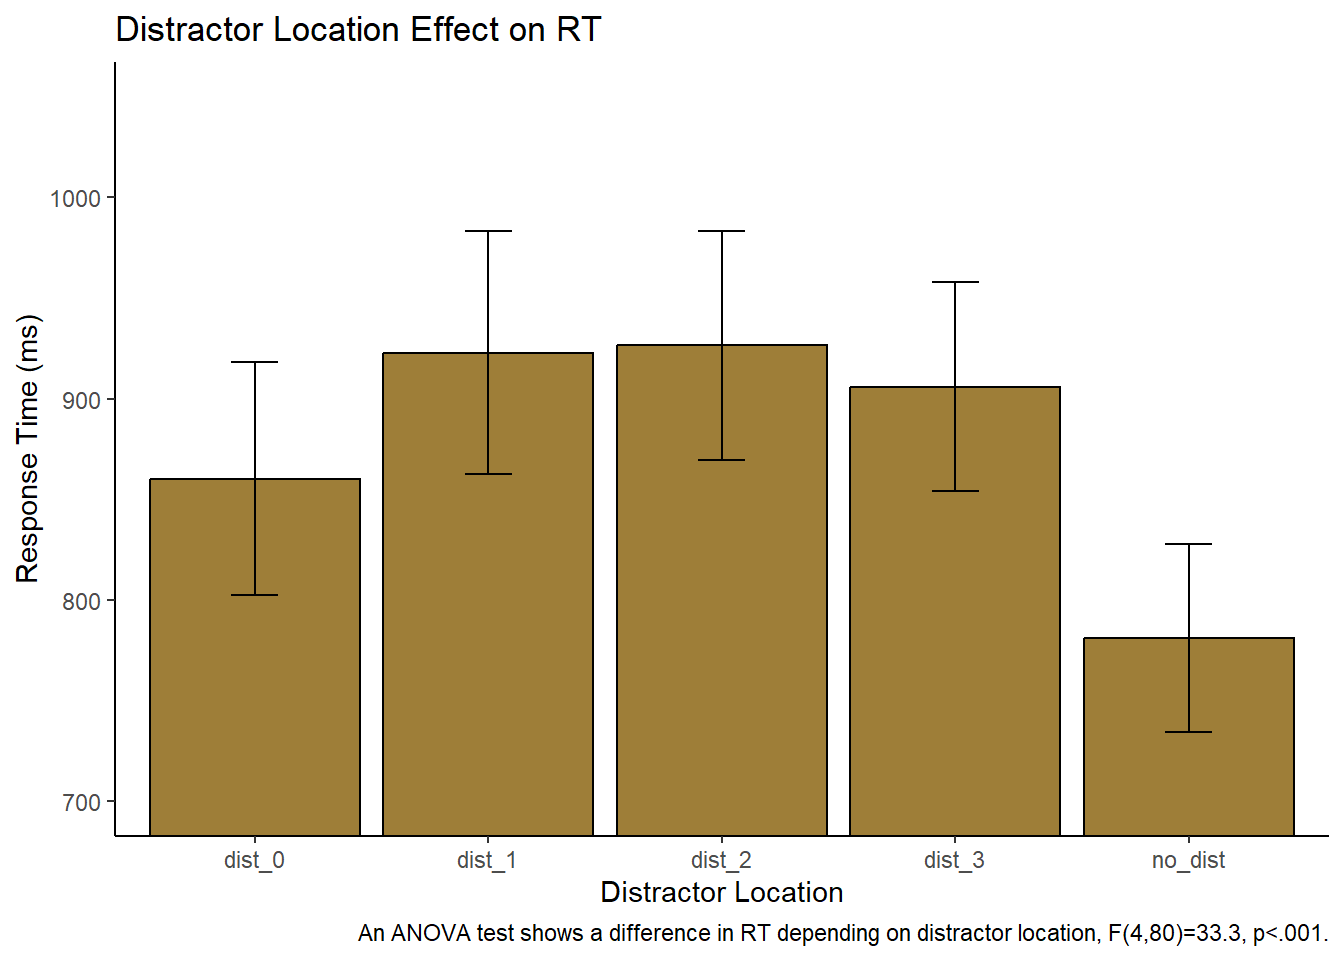 Distractor Location Effect on RT
1000
900
800
700
Response Time (ms)
dist_0 dist_1 dist_2 dist_3 no_dist
Distractor Location
An ANOVA test shows a difference in RT depending on distractor location, F(4,80)=33.3, p<.001.